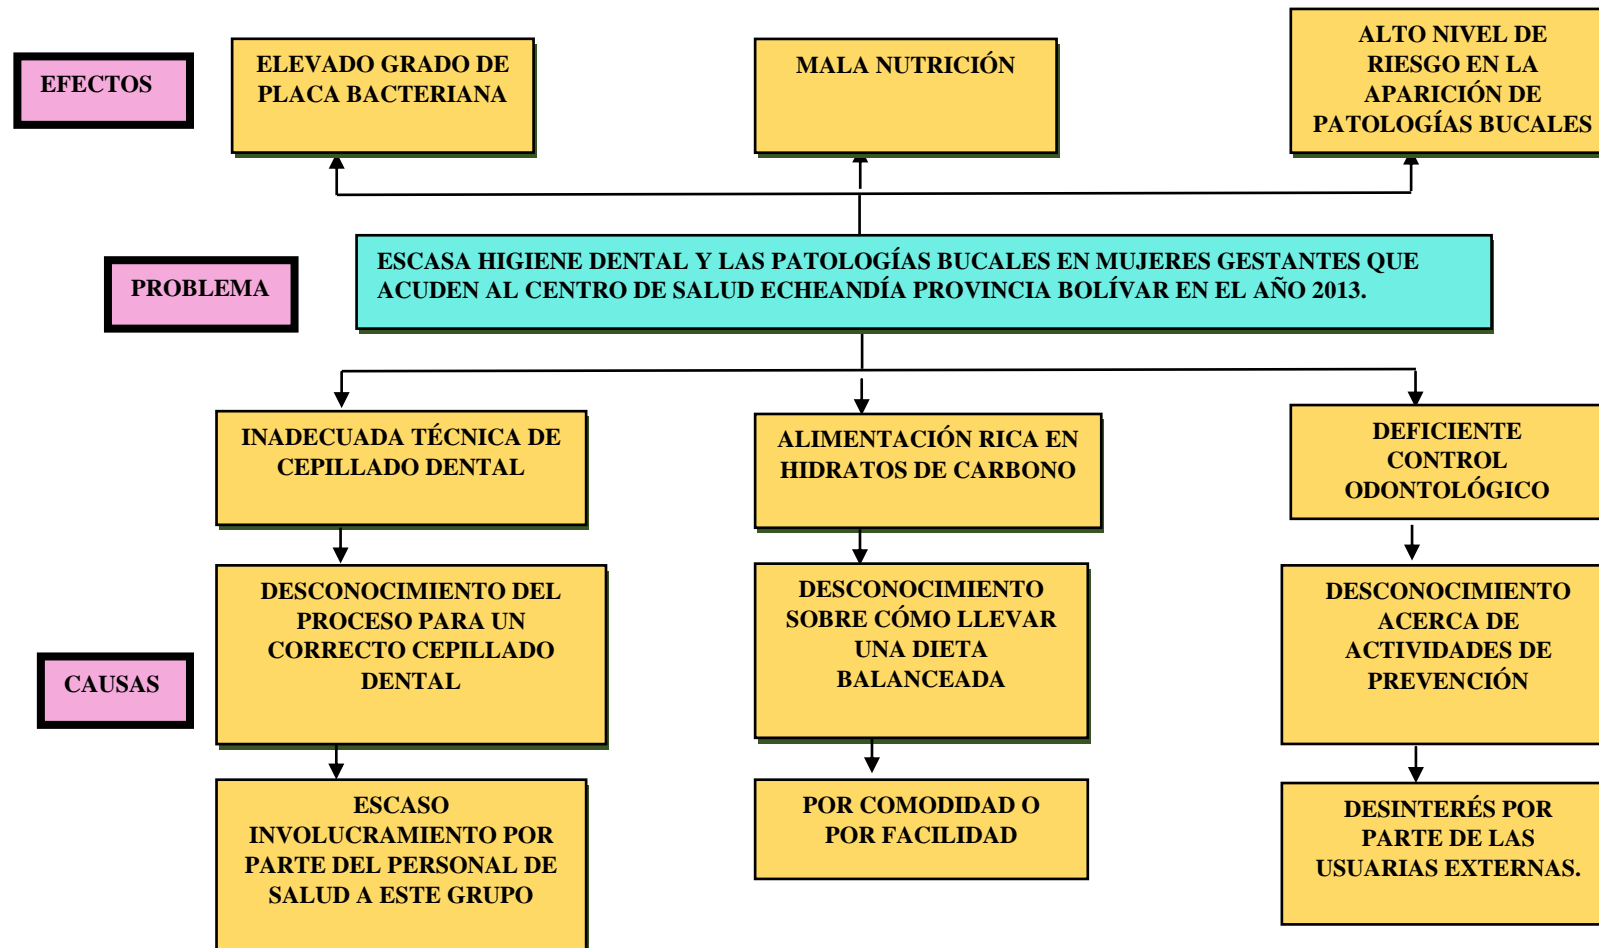 EFECTOS
ELEVADO GRADO DE
PLACA BACTERIANA
MALA NUTRICIÓN
ALTO NIVEL DE
RIESGO EN LA
APARICIÓN DE
PATOLOGÍAS BUCALES
PROBLEMA
ESCASA HIGIENE DENTAL Y LAS PATOLOGÍAS BUCALES EN MUJERES GESTANTES QUE
ACUDEN AL CENTRO DE SALUD ECHEANDÍA PROVINCIA BOLÍVAR EN EL AÑO 2013.
INADECUADA TÉCNICA DE
CEPILLADO DENTAL
ALIMENTACIÓN RICA EN
HIDRATOS DE CARBONO
DEFICIENTE
CONTROL
ODONTOLÓGICO
CAUSAS
DESCONOCIMIENTO DEL
PROCESO PARA UN
CORRECTO CEPILLADO
DENTAL
DESCONOCIMIENTO
SOBRE CÓMO LLEVAR
UNA DIETA
BALANCEADA
DESCONOCIMIENTO
ACERCA DE
ACTIVIDADES DE
PREVENCIÓN
ESCASO
INVOLUCRAMIENTO POR
PARTE DEL PERSONAL DE
SALUD A ESTE GRUPO
POR COMODIDAD O
POR FACILIDAD
DESINTERÉS POR
PARTE DE LAS
USUARIAS EXTERNAS.